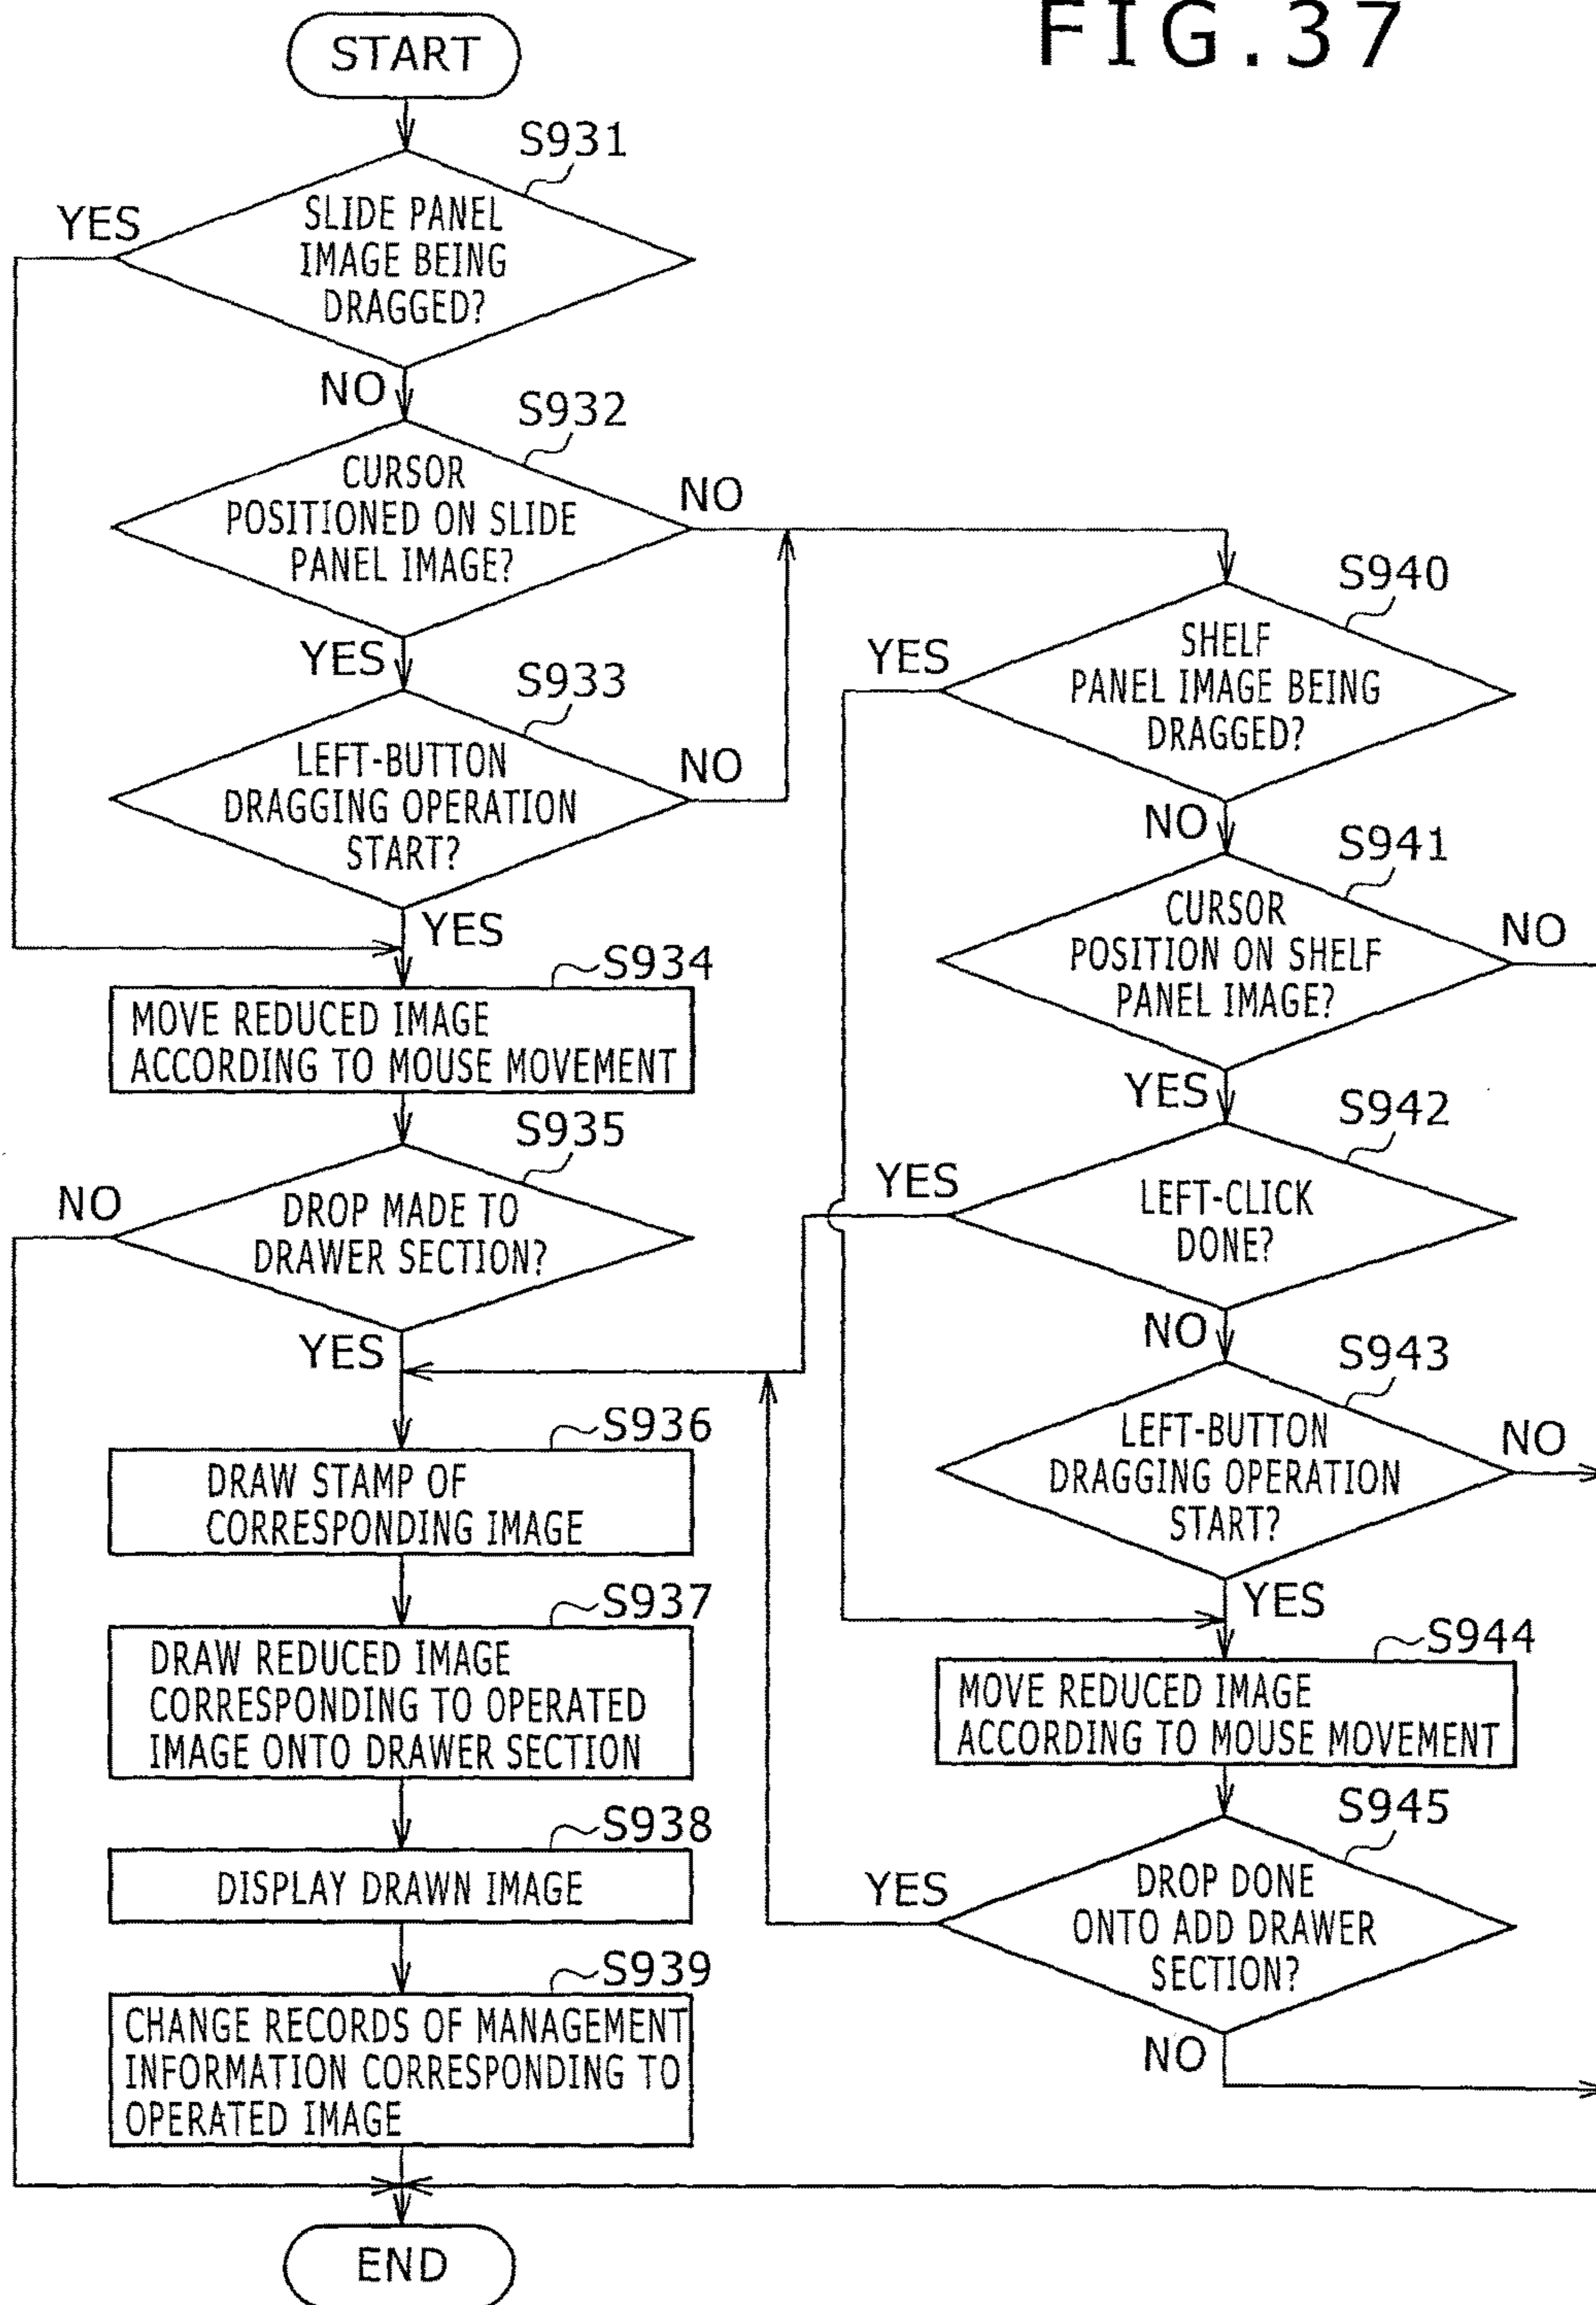 FIG.37
START
S931
SLIDE PANEL
IMAGE BEING
DRAGGED?
YES
NO
S932
CURSOR
POSITIONED ON SLIDE
PANEL IMAGE?
NO
YES
S933
LEFT-BUTTON
DRAGGING OPERATION
START?
NO
YES
S934
MOVE REDUCED IMAGE
ACCORDING TO MOUSE MOVEMENT
S935
DROP MADE TO
DRAWER SECTION?
NO
YES
S936
DRAW STAMP OF
CORRESPONDING IMAGE
S937
DRAW REDUCED IMAGE
CORRESPONDING TO OPERATED
IMAGE ONTO DRAWER SECTION
S938
DISPLAY DRAWN IMAGE
S939
CHANGE RECORDS OF MANAGEMENT
INFORMATION CORRESPONDING TO
OPERATED IMAGE
END
S940
SHELF
PANEL IMAGE BEING
DRAGGED?
YES
NO
S941
CURSOR
POSITION ON SHELF
PANEL IMAGE?
NO
YES
S942
LEFT-CLICK
DONE?
YES
NO
S943
LEFT-BUTTON
DRAGGING OPERATION
START?
NO
YES
S944
MOVE REDUCED IMAGE
ACCORDING TO MOUSE MOVEMENT
S945
DROP DONE
ONTO ADD DRAWER
SECTION?
YES
NO